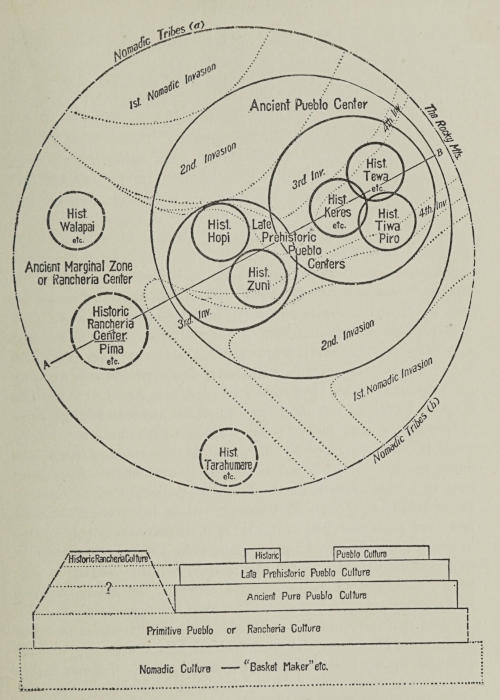 Nomadic Tribes (a)
1st. Nomadic Invasion
Ancient Pueblo Center
2nd. Invasion
4th. Inv.
The Rocky Mts.
B
3rd. Inv.
Hist.
Tewa
etc.
Hist.
Keres
etc.
4th. Inv.
Hist.
Tiwa
Piro
Hist.
Walapai
etc.
Hist.
Hopi
Late
Prehistoric
Pueblo
Centers
Hist.
Zuni
Ancient Marginal Zone
or Rancheria Center
Historic
Rancheria
Center
Pima
etc.
A
3rd. Inv.
2nd. Invasion
1st. Nomadic Invasion
Nomadic Tribes (b)
Hist.
Tarahumare
etc.
Historic Rancheria Culture
Historic
Pueblo Culture
?
Late Prehistoric Pueblo Culture
Ancient Pure Pueblo Culture
Primitive Pueblo or Rancheria Culture
Nomadic Culture — "Basket Maker" etc.